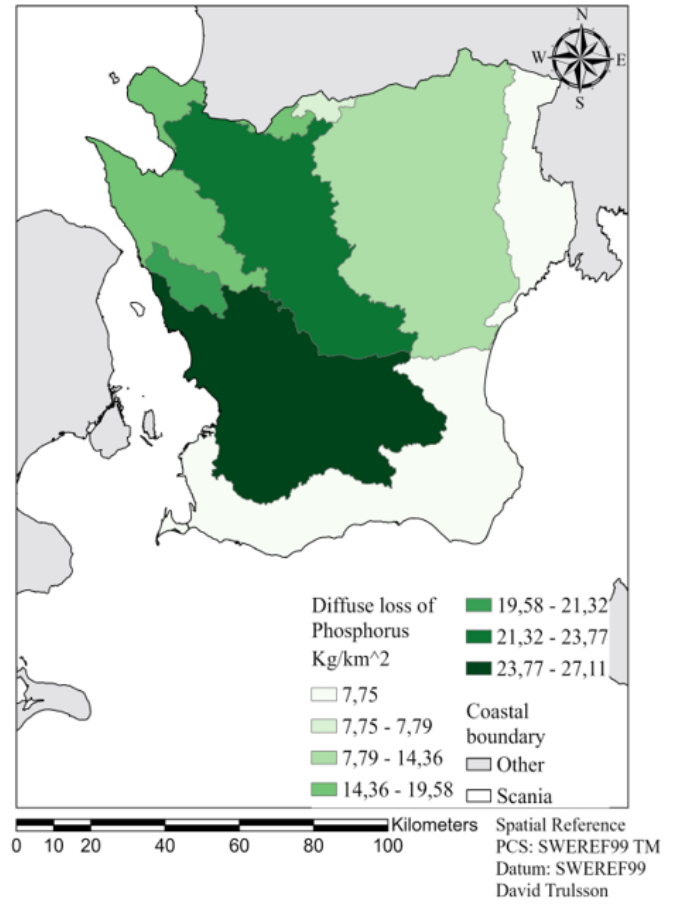 N
W E
S
Diffuse loss of
Phosphorus
Kg/km^2
7,75
7,75 - 7,79
7,79 - 14,36
14,36 - 19,58
19,58 - 21,32
21,32 - 23,77
23,77 - 27,11
Coastal
boundary
Other
Scania
Kilometers
0 10 20 40 60 80 100
Spatial Reference
PCS: SWEREF99 TM
Datum: SWEREF99
David Trulsson